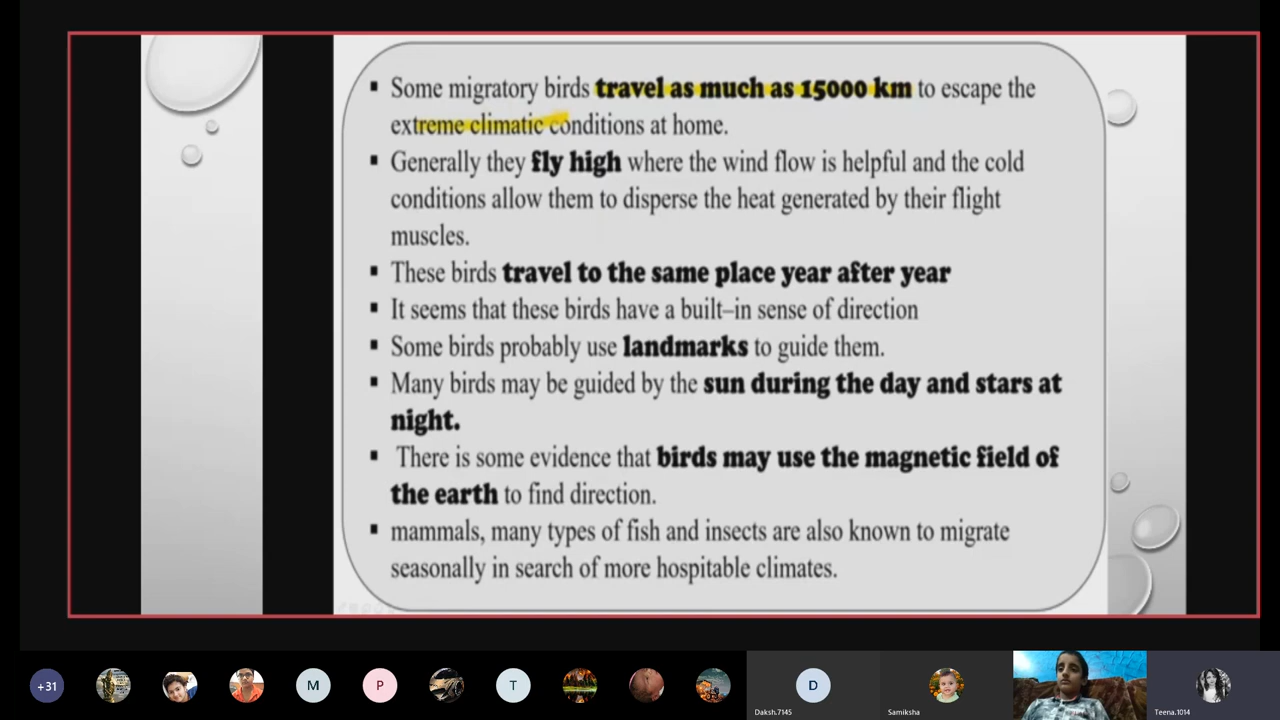 ▪ Some migratory birds travel as much as 15000 km to escape the
extreme climatic conditions at home.
▪ Generally they fly high where the wind flow is helpful and the cold
conditions allow them to disperse the heat generated by their flight
muscles.
▪ These birds travel to the same place year after year
▪ It seems that these birds have a built–in sense of direction
▪ Some birds probably use landmarks to guide them.
▪ Many birds may be guided by the sun during the day and stars at
night.
▪ There is some evidence that birds may use the magnetic field of
the earth to find direction.
▪ mammals, many types of fish and insects are also known to migrate
seasonally in search of more hospitable climates.
+31 M P T D
Daksh.7145 Samiksha Teena.1014